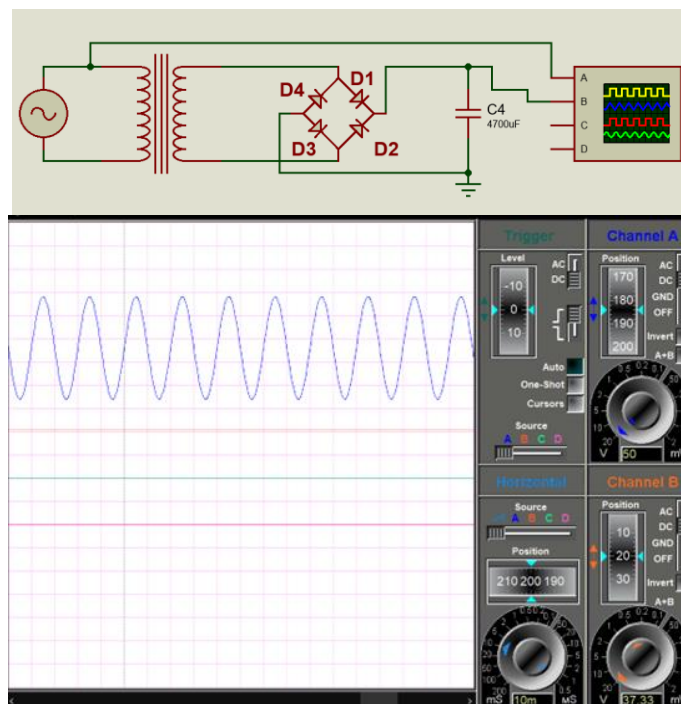 D4
D1
D3
D2
C4
4700uF
A
B
C
D
Trigger
Level
AC
DC
-10
0
10
Auto
One-Shot
Cursors
Source
A B C D
Channel A
Position
AC
DC
GND
OFF
Invert
A+B
170
180
190
200
V
50
Horizontal
Source
A B C D
Position
210 200 190
mS
10m
µS
Channel B
Position
AC
DC
GND
OFF
Invert
A+B
10
20
30
V
37.33